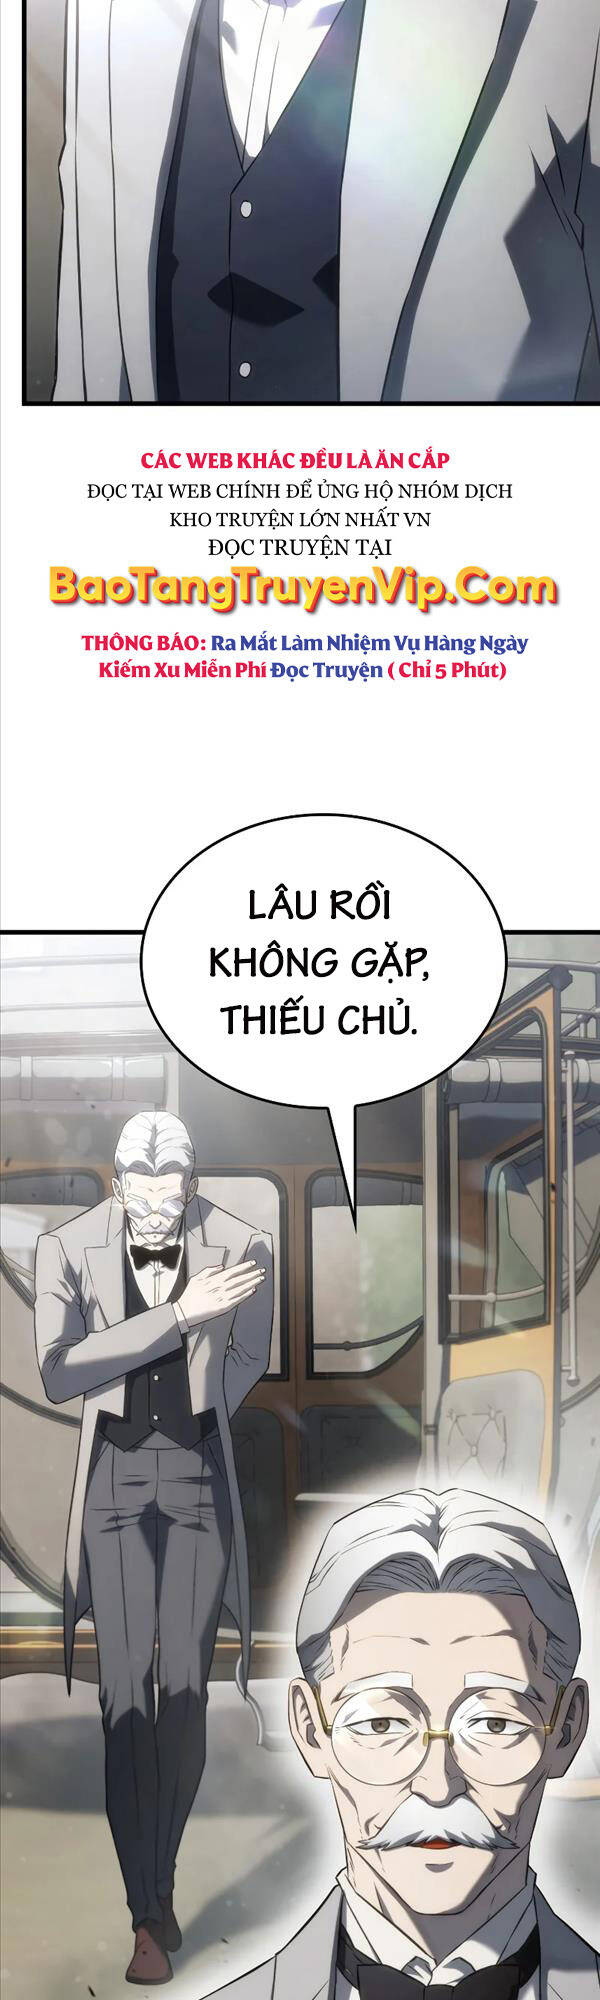 CÁC WEB KHÁC ĐỀU LÀ ĂN CẮP
ĐỌC TẠI WEB CHÍNH ĐỂ ỦNG HỘ NHÓM DỊCH
KHO TRUYỆN LỚN NHẤT VN
ĐỌC TRUYỆN TẠI
BaoTangTruyenVip.Com
THÔNG BÁO: Ra Mắt Làm Nhiệm Vụ Hàng Ngày
Kiếm Xu Miễn Phí Đọc Truyện ( Chỉ 5 Phút)
LÂU RỒI
KHÔNG GẶP,
THIẾU CHỦ.